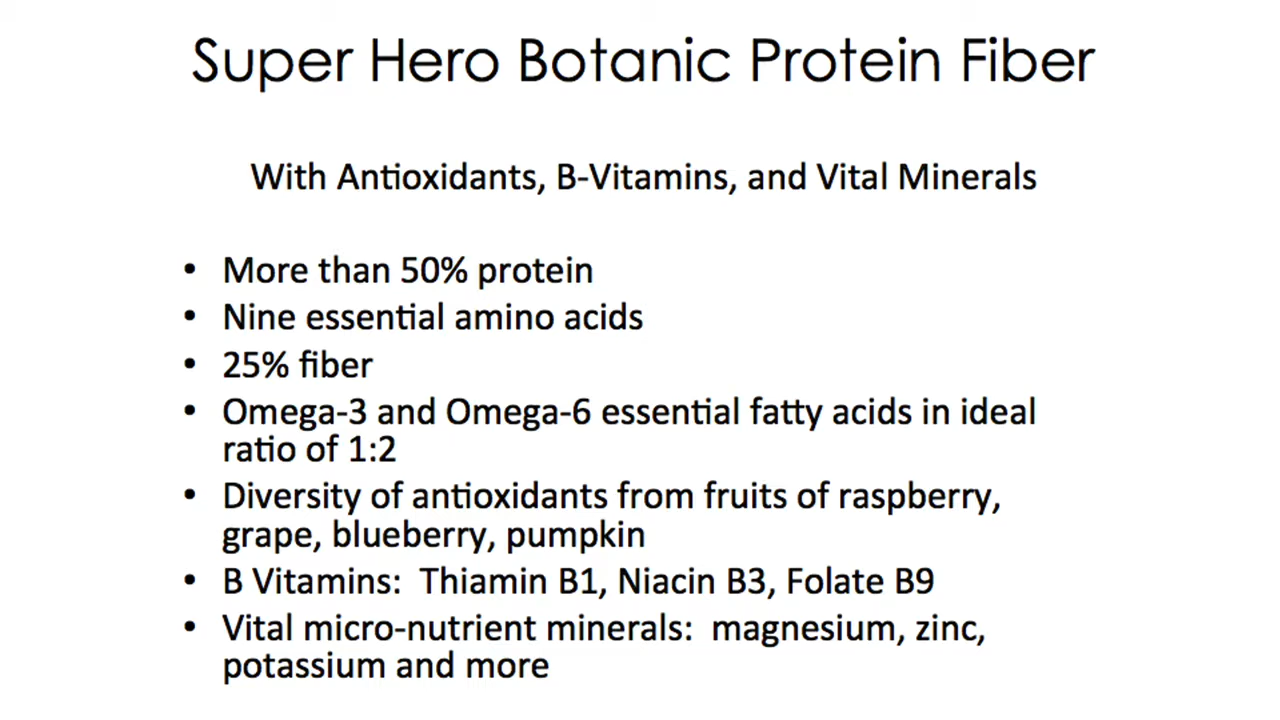 Super Hero Botanic Protein Fiber
With Antioxidants, B-Vitamins, and Vital Minerals
• More than 50% protein
• Nine essential amino acids
• 25% fiber
• Omega-3 and Omega-6 essential fatty acids in ideal
ratio of 1:2
• Diversity of antioxidants from fruits of raspberry,
grape, blueberry, pumpkin
• B Vitamins:  Thiamin B1, Niacin B3, Folate B9
• Vital micro-nutrient minerals:  magnesium, zinc,
potassium and more